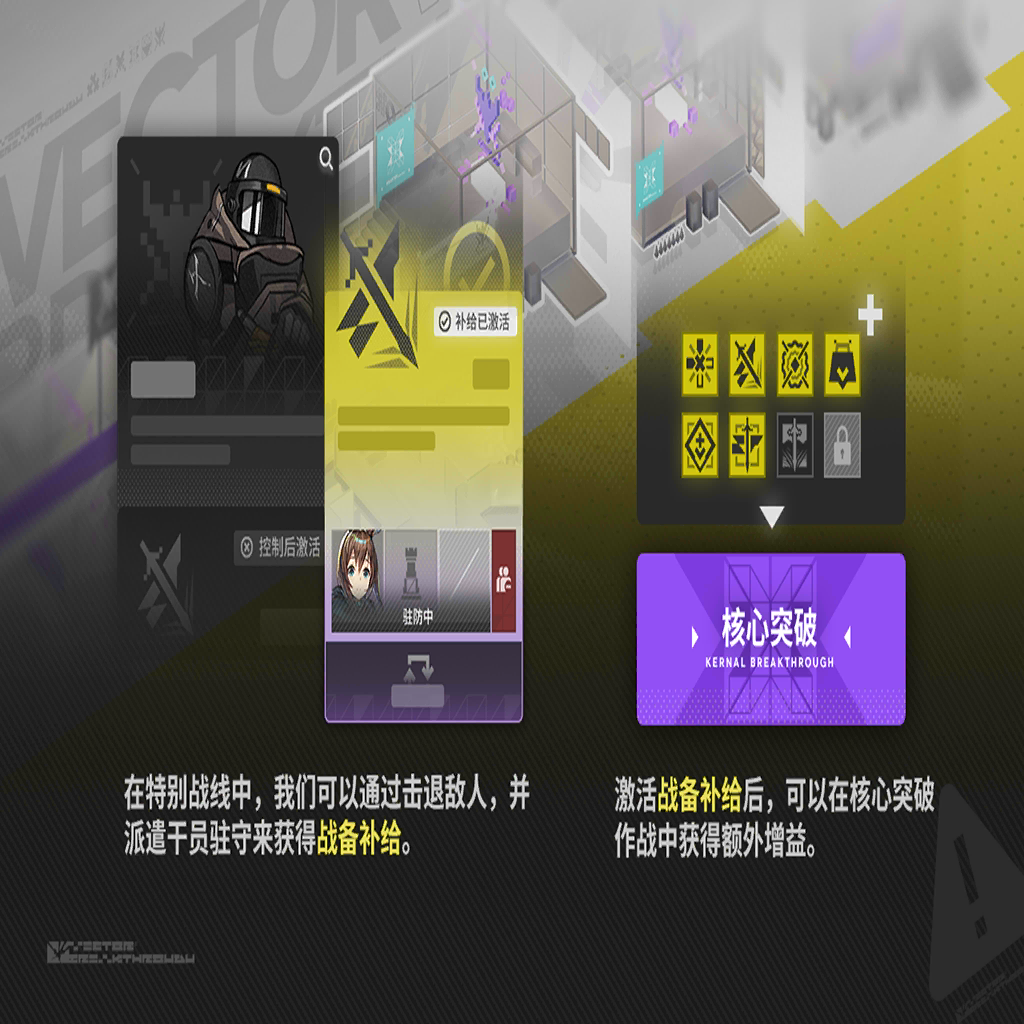 VECTOR
补给已激活
控制后激活
驻防中
核心突破
KERNAL BREAKTHROUGH
在特别战线中，我们可以通过击退敌人，并
派遣干员驻守来获得战备补给。
激活战备补给后，可以在核心突破
作战中获得额外增益。
VECTOR
BREAKTHROUGH